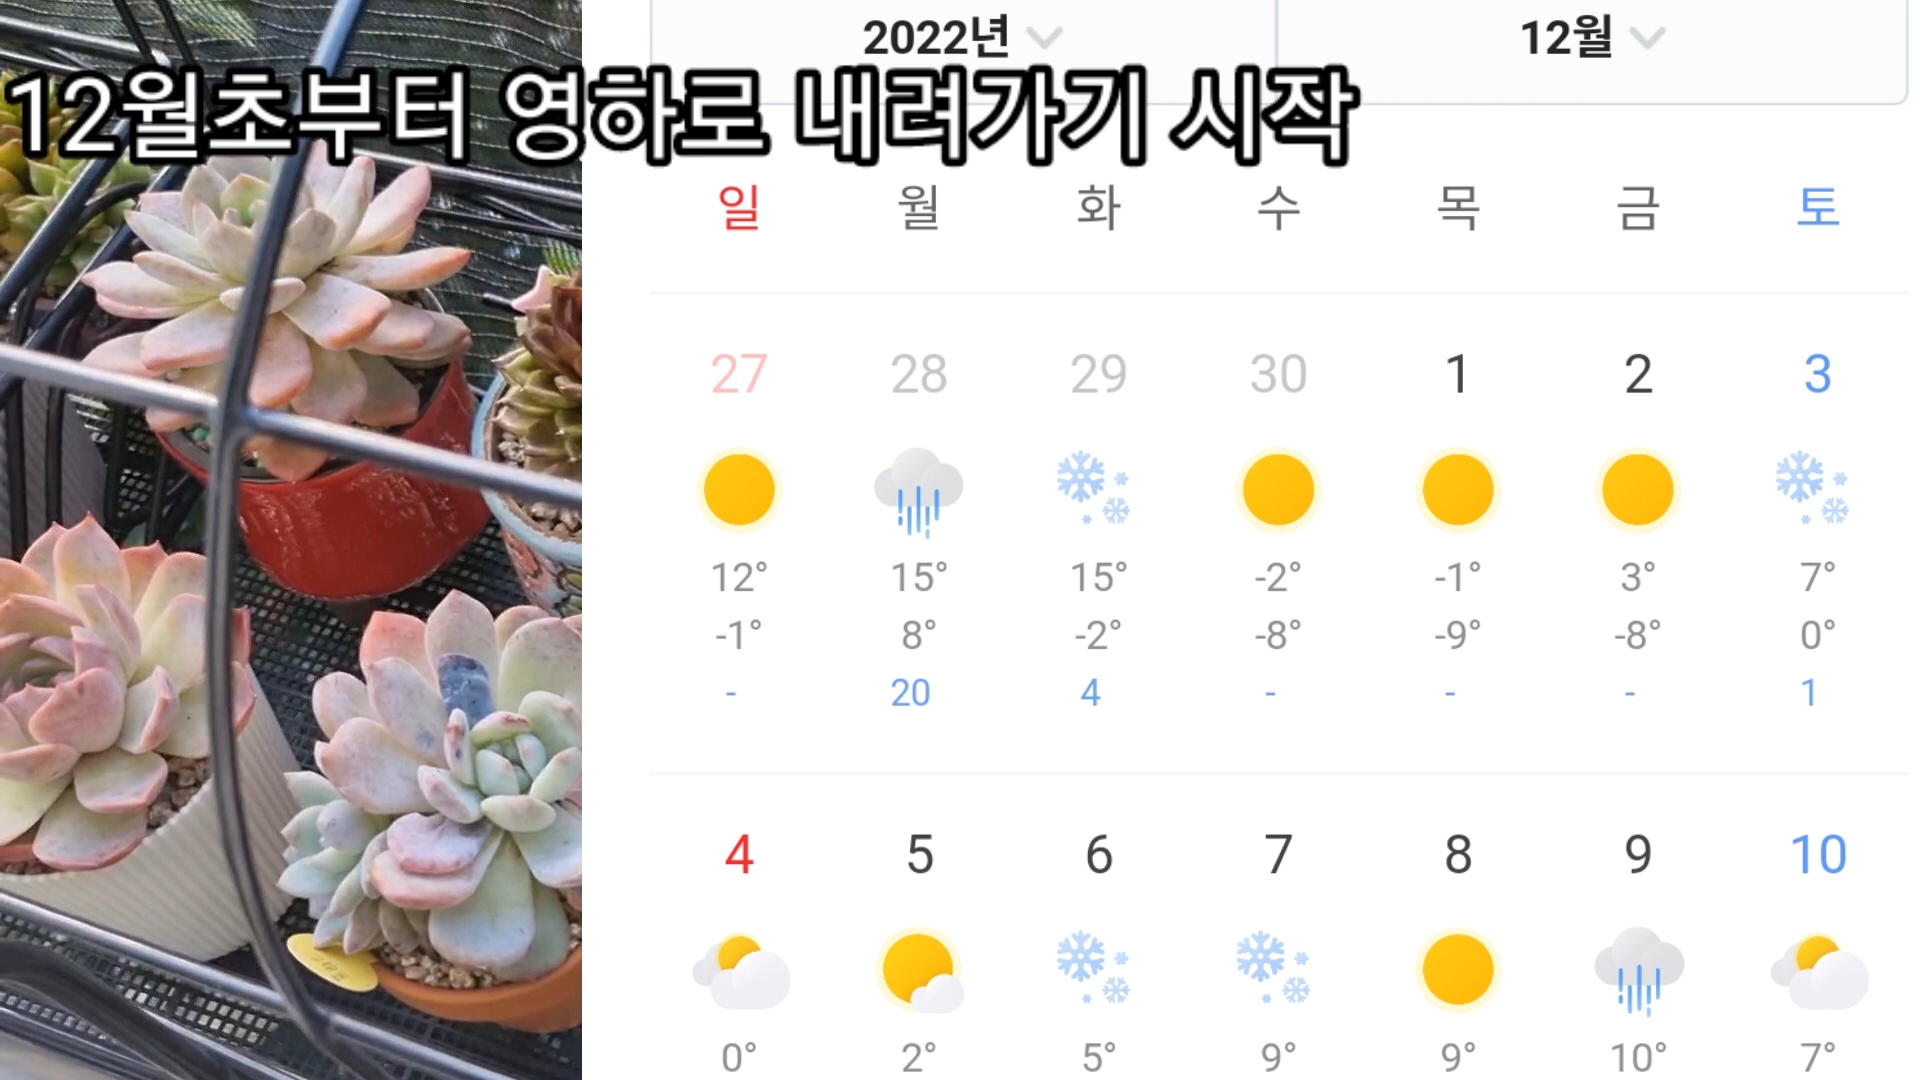 2022년 12월
12월초부터 영하로 내려가기 시작
일 월 화 수 목 금 토
27 28 29 30 1 2 3
12° 15° 15° -2° -1° 3° 7°
-1° 8° -2° -8° -9° -8° 0°
- 20 4 - - - 1
4 5 6 7 8 9 10
0° 2° 5° 9° 9° 10° 7°